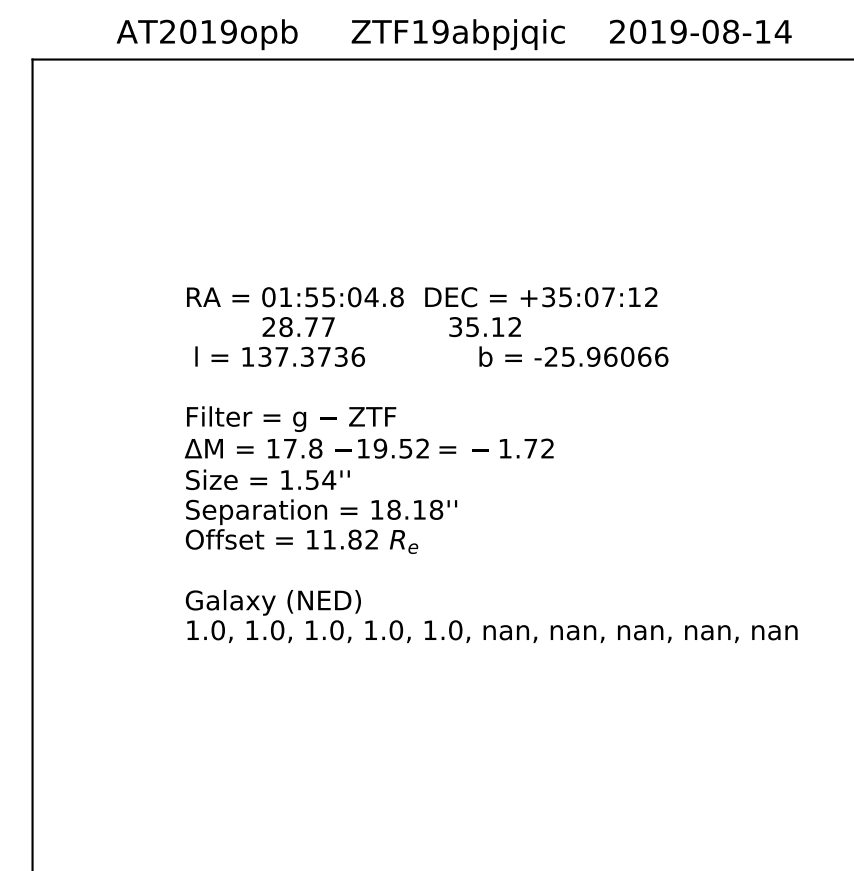 AT2019opb ZTF19abpjqic 2019-08-14
RA = 01:55:04.8 DEC = +35:07:12
28.77 35.12
l = 137.3736 b = -25.96066
Filter = g − ZTF
ΔM = 17.8 −19.52 = − 1.72
Size = 1.54''
Separation = 18.18''
Offset = 11.82 Rₑ
Galaxy (NED)
1.0, 1.0, 1.0, 1.0, 1.0, nan, nan, nan, nan, nan